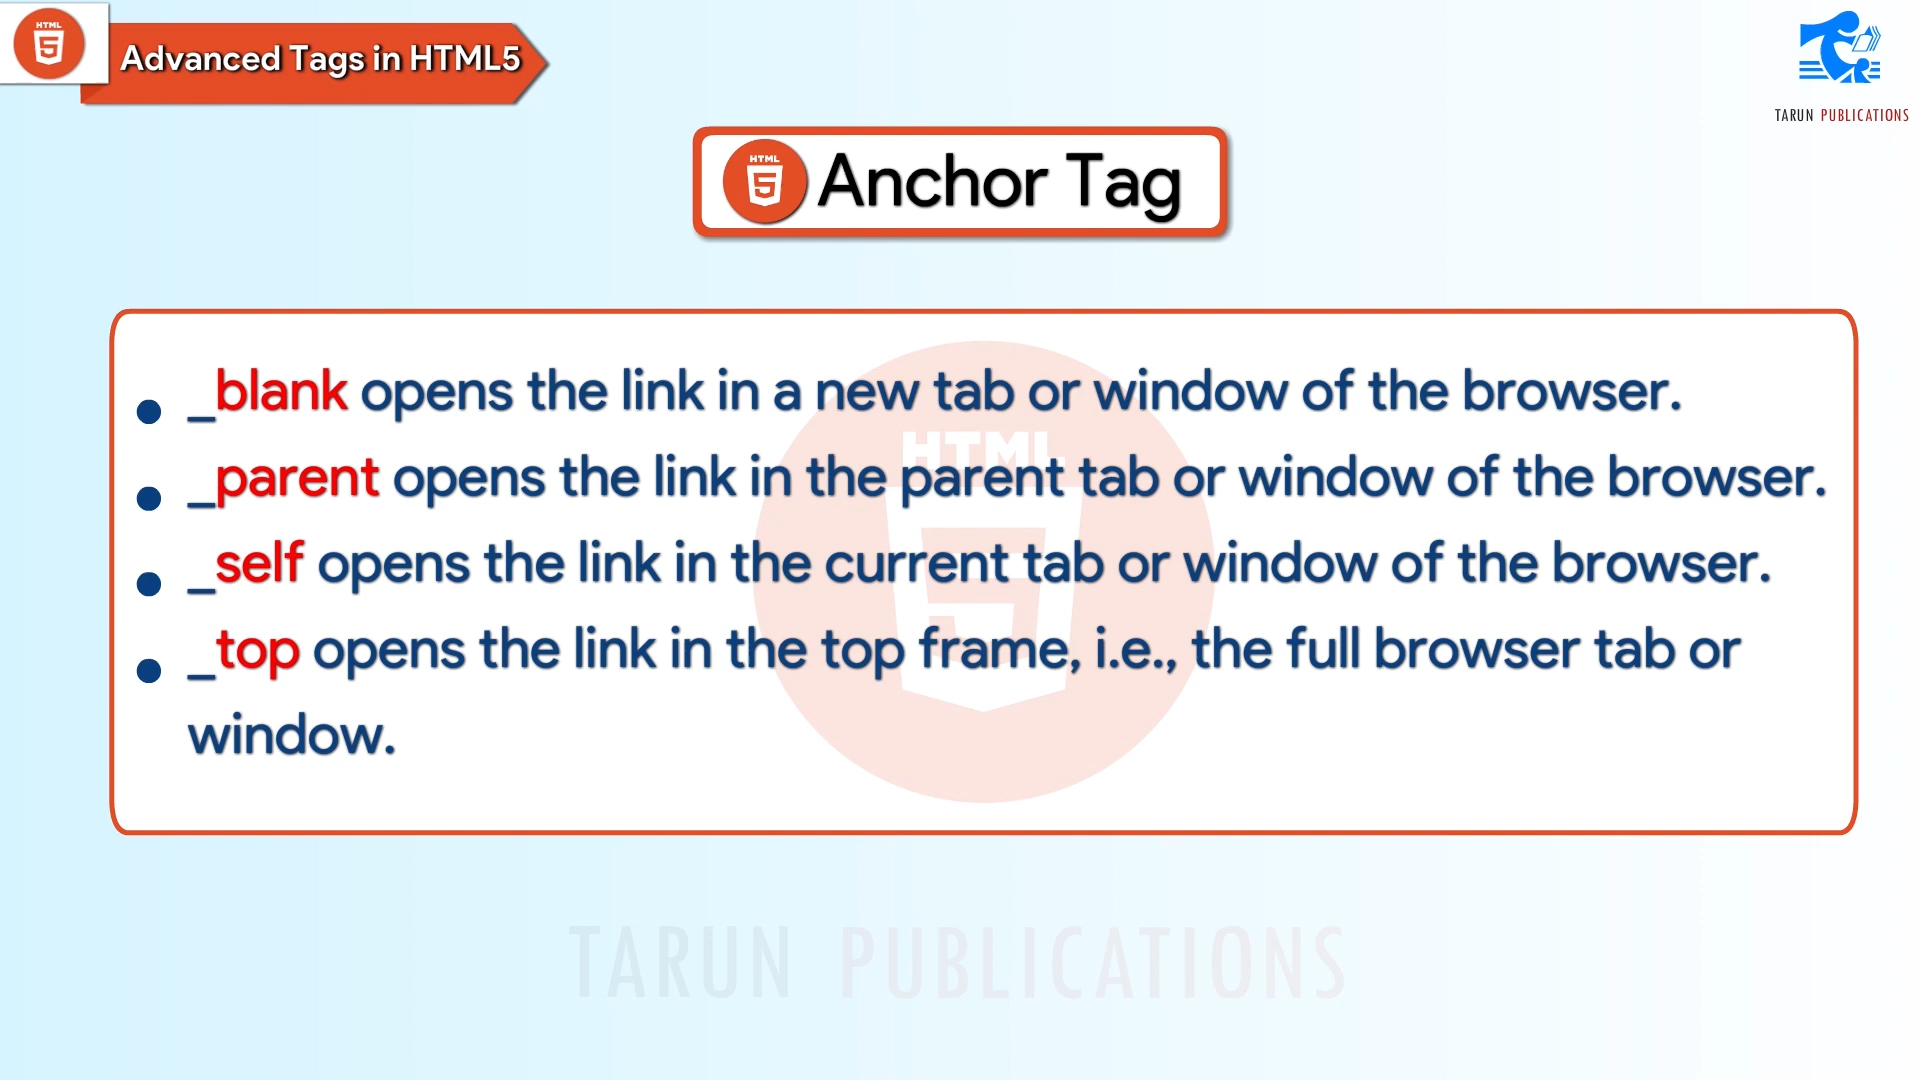 HTML
Advanced Tags in HTML5
TARUN PUBLICATIONS
HTML
Anchor Tag
_blank opens the link in a new tab or window of the browser.
HTML
_parent opens the link in the parent tab or window of the browser.
_self opens the link in the current tab or window of the browser.
_top opens the link in the top frame, i.e., the full browser tab or
window.
TARUN PUBLICATIONS